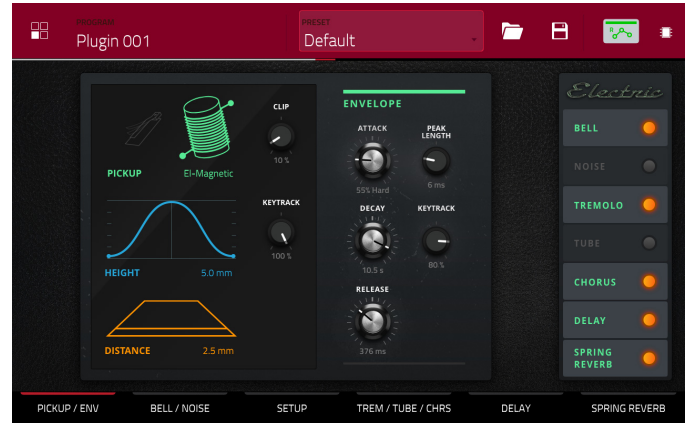 PROGRAM
Plugin 001
PRESET
Default
Electric
CLIP
10 %
PICKUP
El-Magnetic
KEYTRACK
100 %
HEIGHT
5.0 mm
DISTANCE
2.5 mm
ENVELOPE
ATTACK
55% Hard
PEAK
LENGTH
6 ms
DECAY
10.5 s
KEYTRACK
80 %
RELEASE
376 ms
BELL
NOISE
TREMOLO
TUBE
CHORUS
DELAY
SPRING
REVERB
PICKUP / ENV
BELL / NOISE
SETUP
TREM / TUBE / CHRS
DELAY
SPRING REVERB